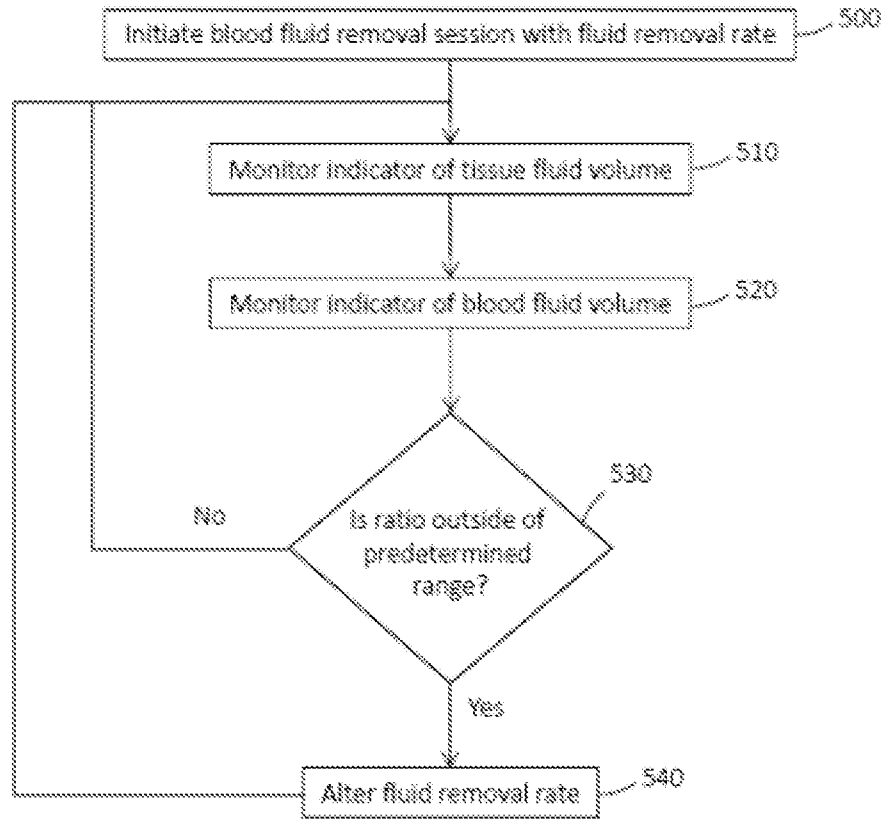 Initiate blood fluid removal session with fluid removal rate
500
Monitor indicator of tissue fluid volume
510
Monitor indicator of blood fluid volume
520
530
No
Is ratio outside of
predetermined
range?
Yes
Alter fluid removal rate
540